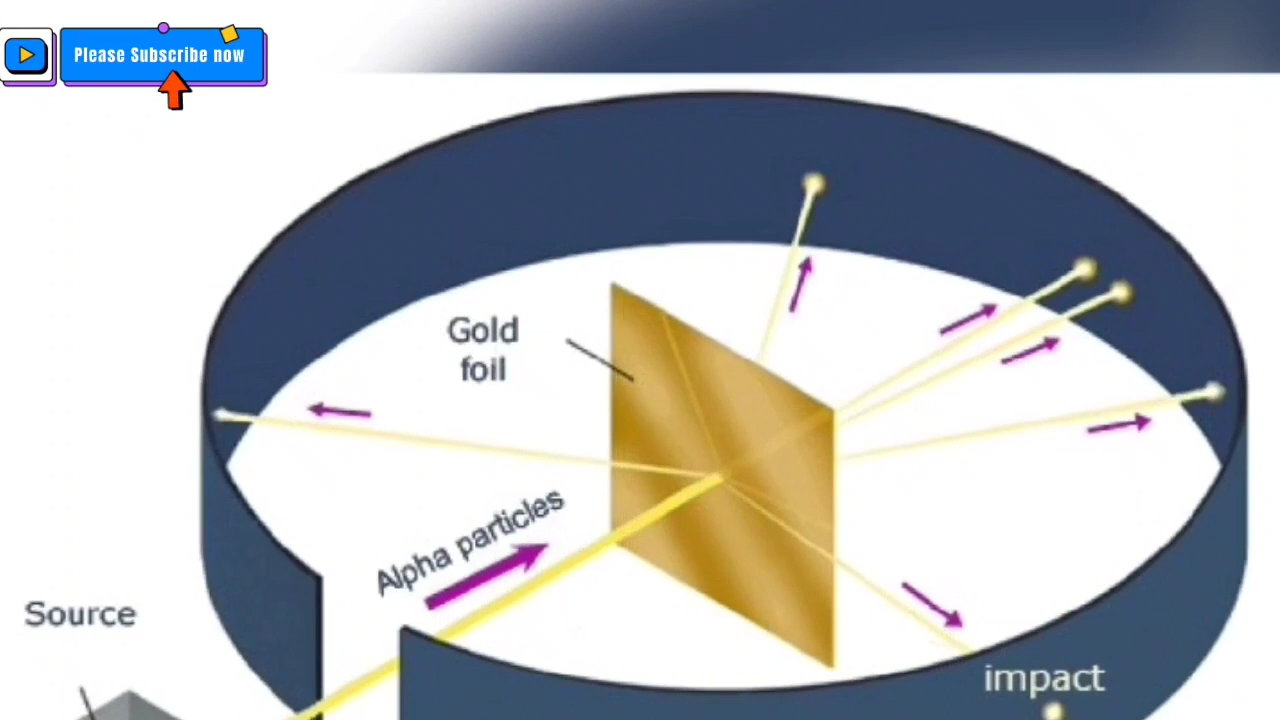 Please Subscribe now
Gold
foil
Alpha particles
Source
impact